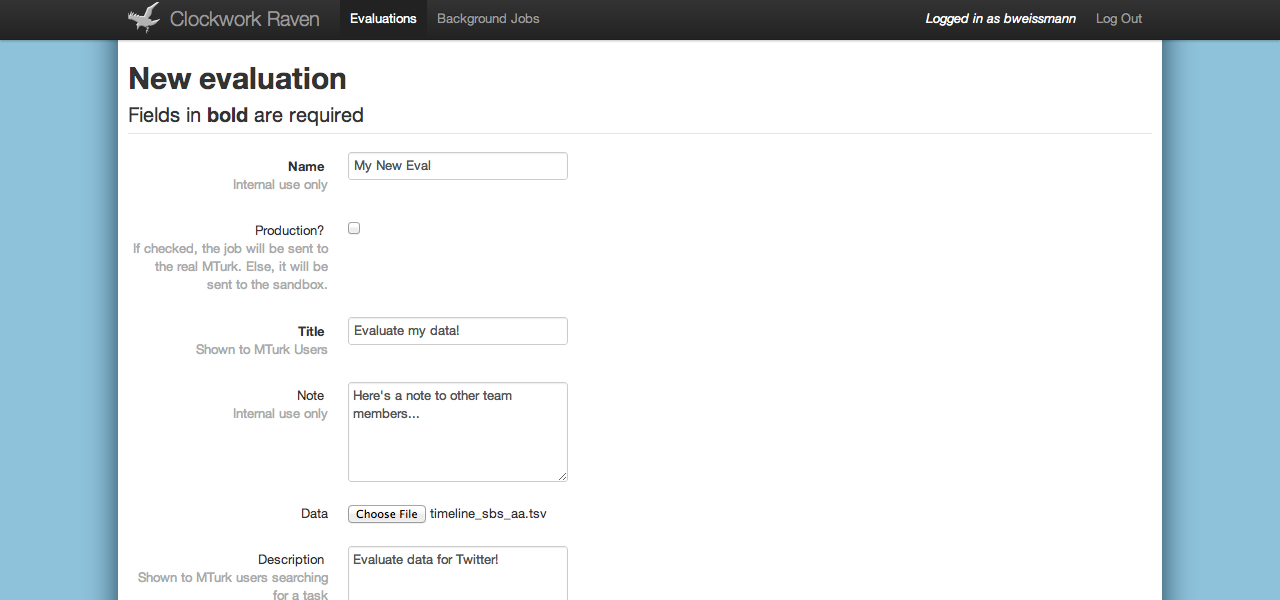 Clockwork Raven Evaluations Background Jobs Logged in as bweissmann Log Out
New evaluation
Fields in bold are required
Name My New Eval
Internal use only
Production?
If checked, the job will be sent to
the real MTurk. Else, it will be
sent to the sandbox.
Title Evaluate my data!
Shown to MTurk Users
Note Here's a note to other team
Internal use only members...
Data Choose File timeline_sbs_aa.tsv
Description Evaluate data for Twitter!
Shown to MTurk users searching
for a task